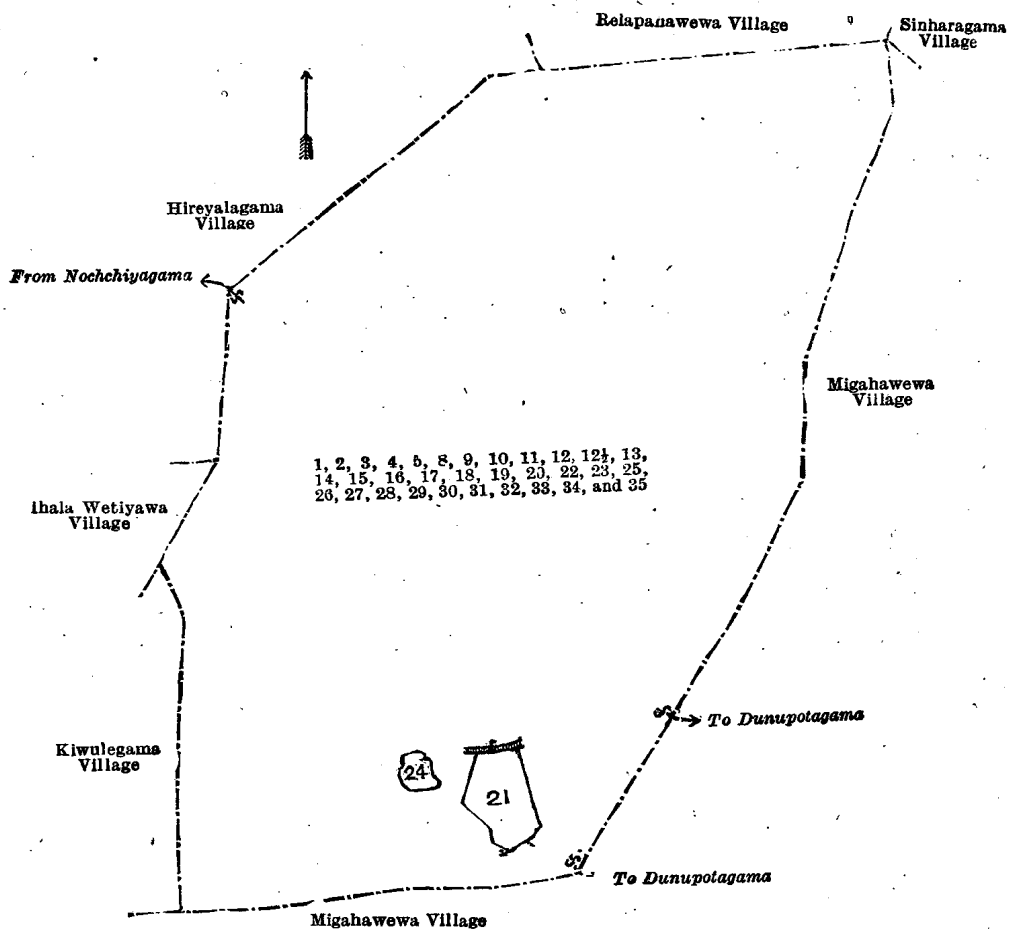 Relapanawewa Village
Sinharagama
Village
Hireyalagama
Village
From Nochchiyagama
Migahawewa
Village
1, 2, 3, 4, 5, 8, 9, 10, 11, 12, 12½, 13,
14, 15, 16, 17, 18, 19, 20, 22, 23, 25,
26, 27, 28, 29, 30, 31, 32, 33, 34, and 35
Ihala Wetiyawa
Village
To Dunupotagama
Kiwulegama
Village
24
21
To Dunupotagama
Migahawewa Village